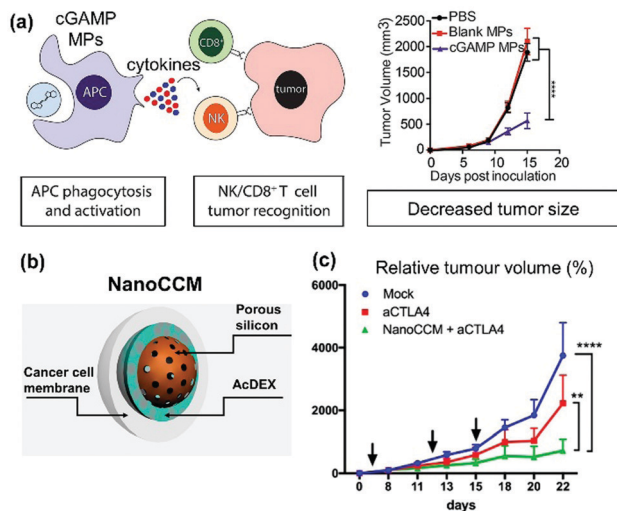 (a)
cGAMP
MPs
APC
cytokines
CD8+
NK
tumor
APC phagocytosis
and activation
NK/CD8+ T cell
tumor recognition
Tumor Volume (mm3)
2500
2000
1500
1000
500
0
0 5 10 15 20
Days post inoculation
PBS
Blank MPs
cGAMP MPs
****
Decreased tumor size
(b)
NanoCCM
Porous
silicon
Cancer cell
membrane
AcDEX
(c)
Relative tumour volume (%)
6000
4000
2000
0
Mock
aCTLA4
NanoCCM + aCTLA4
****
**
0 8 11 13 15 18 20 22
days